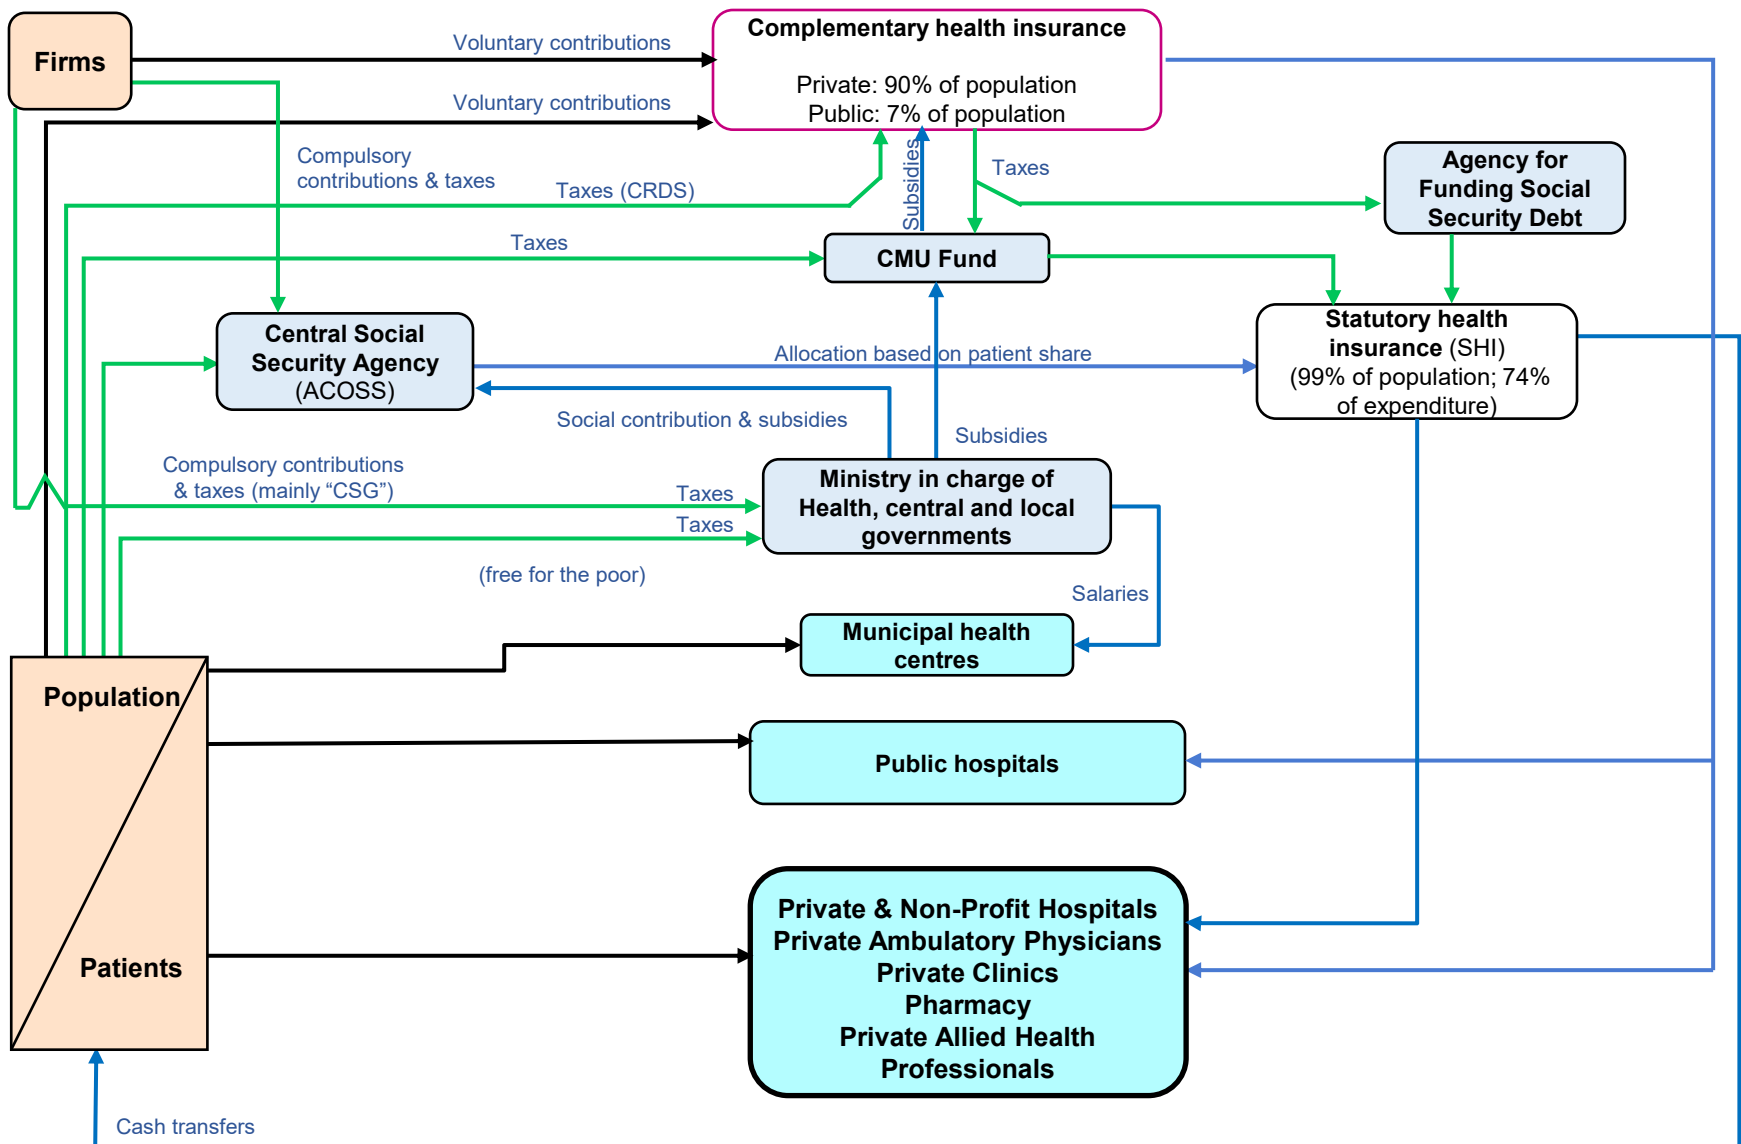 Firms
Voluntary contributions
Voluntary contributions
Complementary health insurance
Private: 90% of population
Public: 7% of population
Compulsory
contributions & taxes
Taxes (CRDS)
Subsidies
Taxes
Agency for
Funding Social
Security Debt
Taxes
CMU Fund
Central Social
Security Agency
(ACOSS)
Allocation based on patient share
Statutory health
insurance (SHI)
(99% of population; 74%
of expenditure)
Social contribution & subsidies
Subsidies
Compulsory contributions
& taxes (mainly “CSG”)
Taxes
Taxes
Ministry in charge of
Health, central and local
governments
(free for the poor)
Salaries
Municipal health
centres
Population
Public hospitals
Patients
Private & Non-Profit Hospitals
Private Ambulatory Physicians
Private Clinics
Pharmacy
Private Allied Health
Professionals
Cash transfers